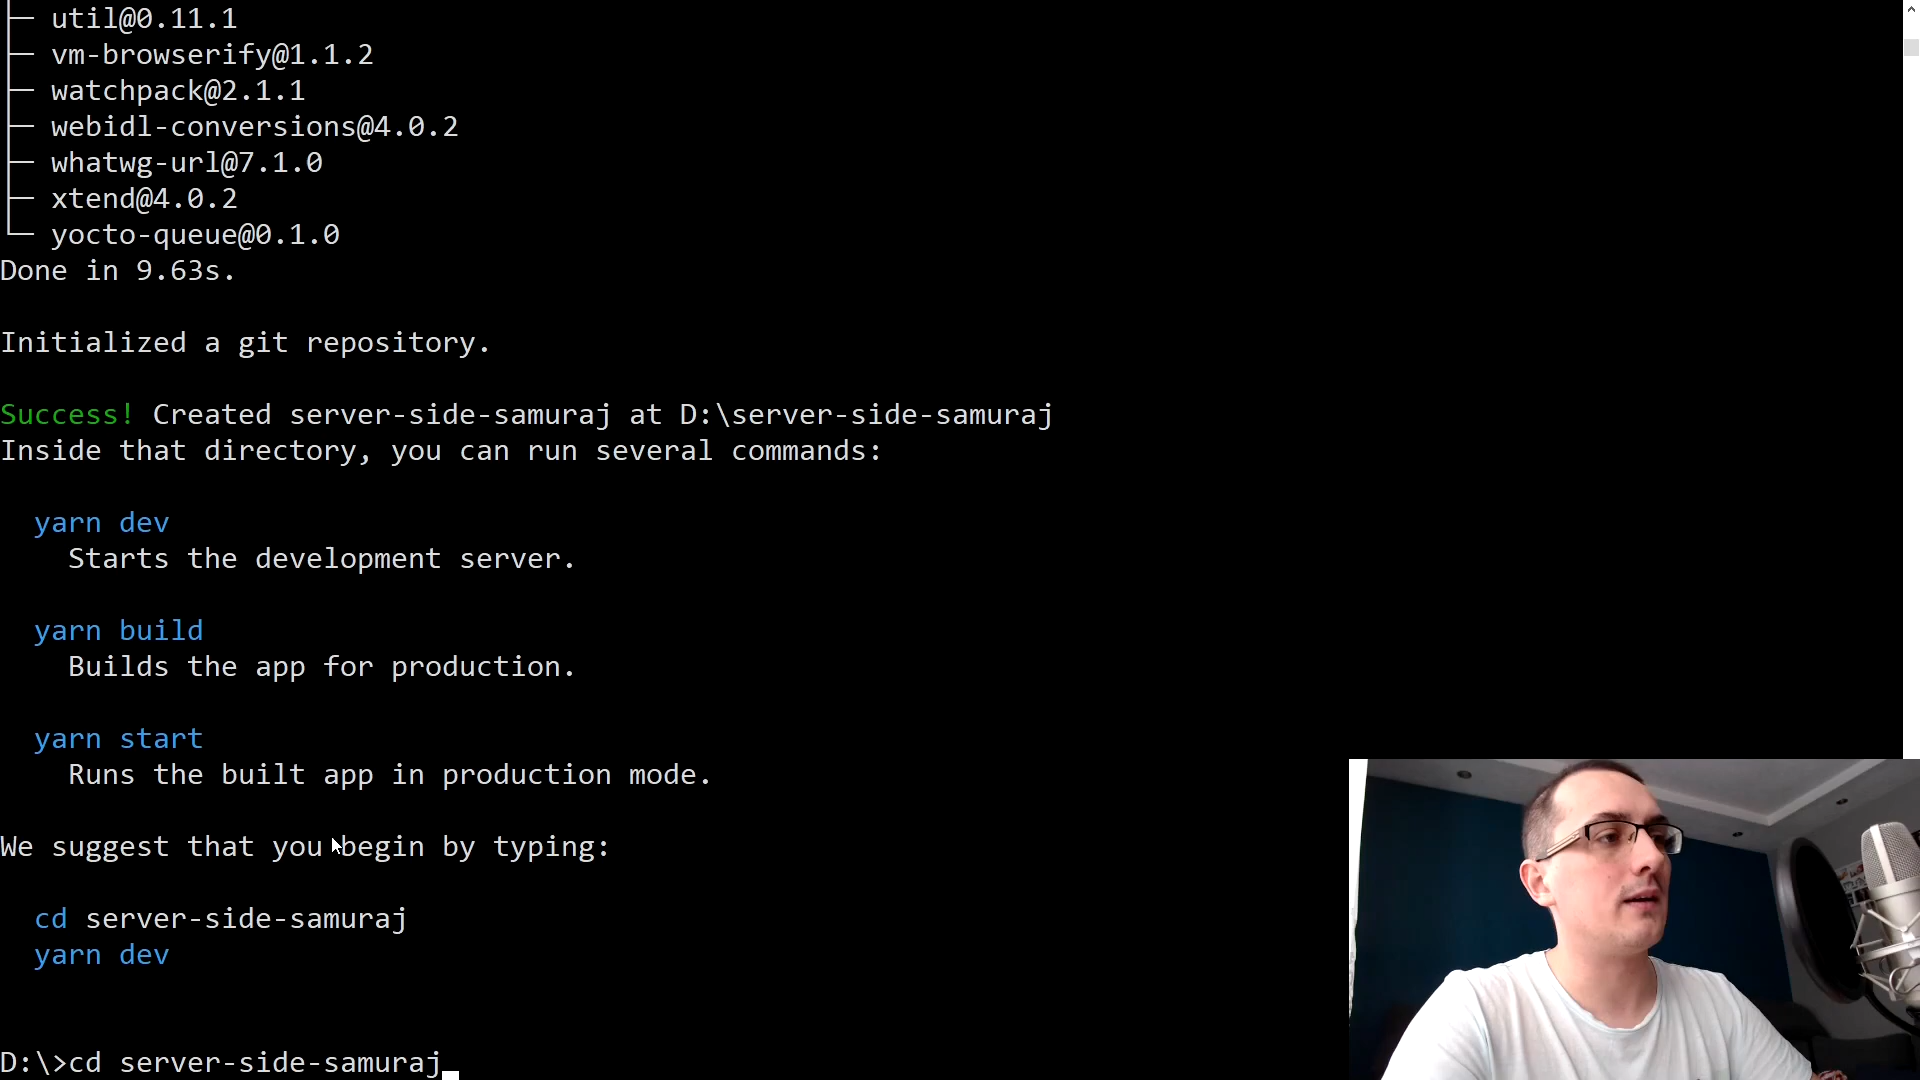 util@0.11.1
vm-browserify@1.1.2
watchpack@2.1.1
webidl-conversions@4.0.2
whatwg-url@7.1.0
xtend@4.0.2
yocto-queue@0.1.0
Done in 9.63s.
Initialized a git repository.
Success! Created server-side-samuraj at D:\server-side-samuraj
Inside that directory, you can run several commands:
yarn dev
Starts the development server.
yarn build
Builds the app for production.
yarn start
Runs the built app in production mode.
We suggest that you begin by typing:
cd server-side-samuraj
yarn dev
D:\>cd server-side-samuraj